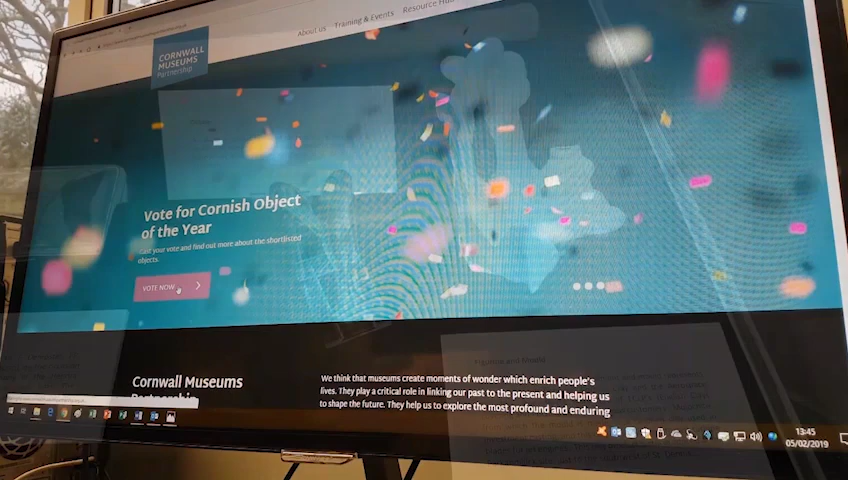 About us Training & Events Resource Hub
CORNWALL
MUSEUMS
Partnership
Vote for Cornish Object
of the Year
Cast your vote and find out more about the shortlisted
objects.
VOTE NOW
Cornwall Museums
Partnership
We think that museums create moments of wonder which enrich people's
lives. They play a critical role in linking our past to the present and helping us
to shape the future. They help us to explore the most profound and enduring
13:45
05/02/2019